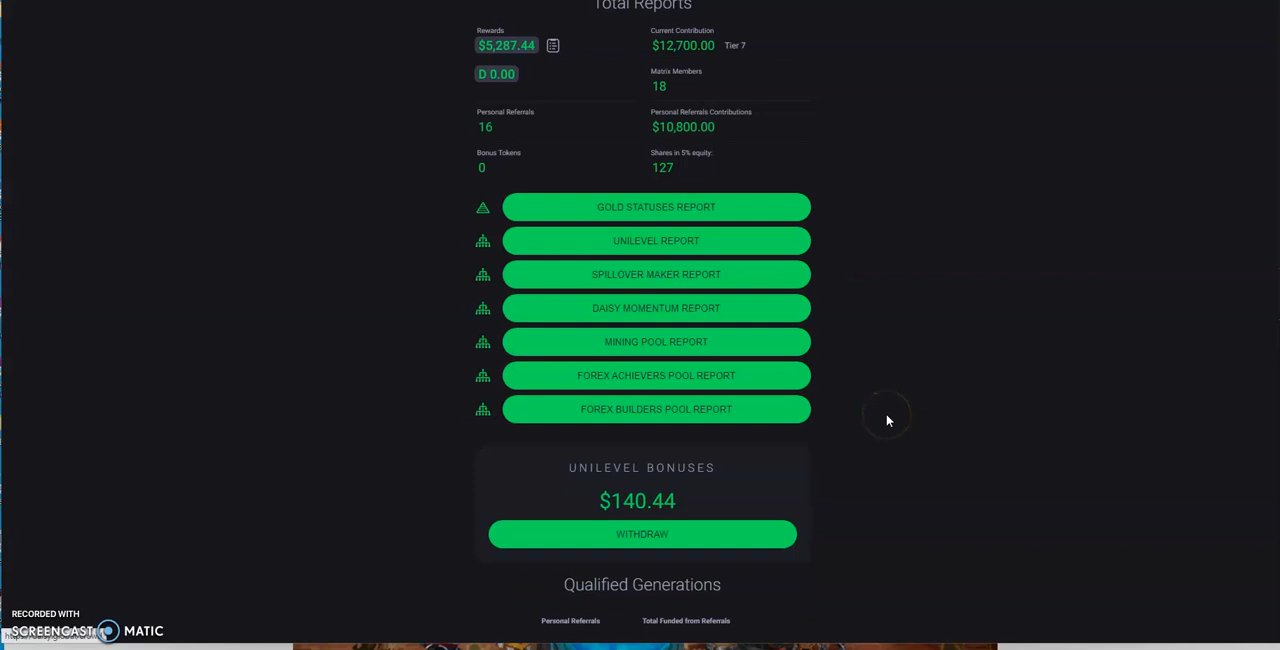 Total Reports
Rewards
$5,287.44
D 0.00
Current Contribution
$12,700.00 Tier 7
Matrix Members
18
Personal Referrals
16
Personal Referrals Contributions
$10,800.00
Bonus Tokens
0
Shares in 5% equity:
127
GOLD STATUSES REPORT
UNILEVEL REPORT
SPILLOVER MAKER REPORT
DAISY MOMENTUM REPORT
MINING POOL REPORT
FOREX ACHIEVERS POOL REPORT
FOREX BUILDERS POOL REPORT
UNILEVEL BONUSES
$140.44
WITHDRAW
Qualified Generations
Personal Referrals Total Funded from Referrals
RECORDED WITH
SCREENCAST MATIC